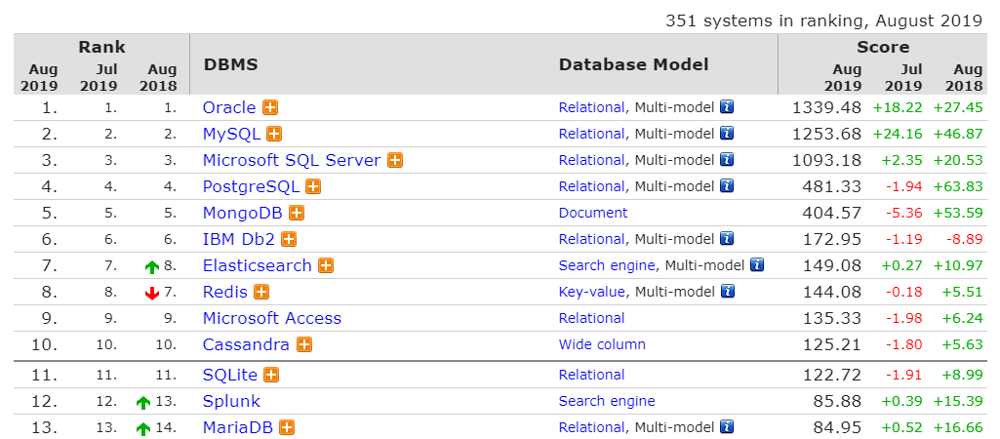 351 systems in ranking, August 2019
Rank Score
DBMS Database Model
Aug Jul Aug Aug Jul Aug
2019 2019 2018 2019 2019 2018
1. 1. 1. Oracle Relational, Multi-model i 1339.48 +18.22 +27.45
2. 2. 2. MySQL Relational, Multi-model i 1253.68 +24.16 +46.87
3. 3. 3. Microsoft SQL Server Relational, Multi-model i 1093.18 +2.35 +20.53
4. 4. 4. PostgreSQL Relational, Multi-model i 481.33 -1.94 +63.83
5. 5. 5. MongoDB Document 404.57 -5.36 +53.59
6. 6. 6. IBM Db2 Relational, Multi-model i 172.95 -1.19 -8.89
7. 7. 8. Elasticsearch Search engine, Multi-model i 149.08 +0.27 +10.97
8. 8. 7. Redis Key-value, Multi-model i 144.08 -0.18 +5.51
9. 9. 9. Microsoft Access Relational 135.33 -1.98 +6.24
10. 10. 10. Cassandra Wide column 125.21 -1.80 +5.63
11. 11. 11. SQLite Relational 122.72 -1.91 +8.99
12. 12. 13. Splunk Search engine 85.88 +0.39 +15.39
13. 13. 14. MariaDB Relational, Multi-model i 84.95 +0.52 +16.66